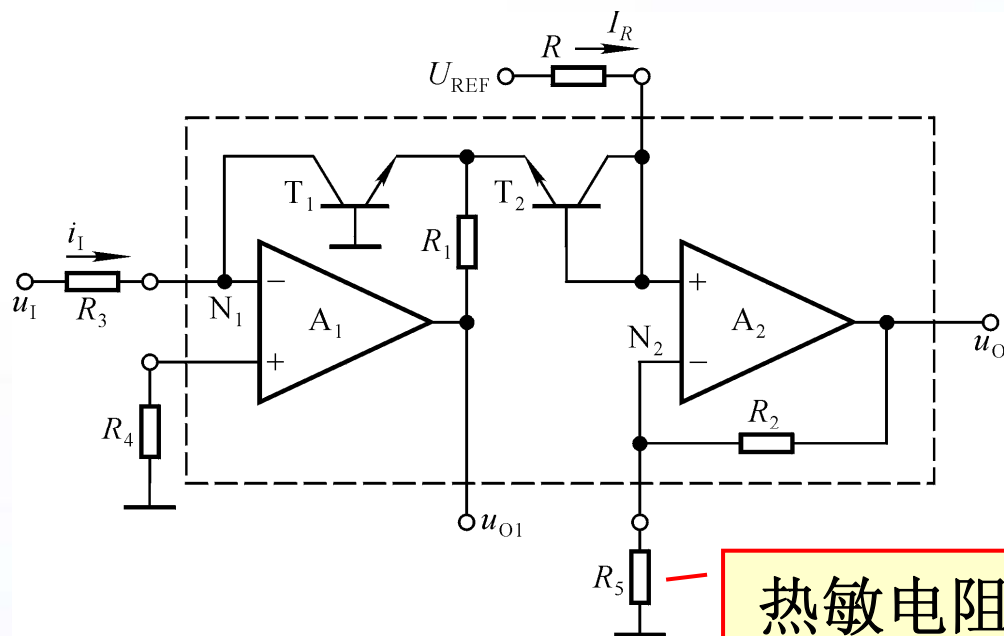 I_R
R
U_REF
T_1
T_2
R_1
i_I
u_I
R_3
N_1
−
A_1
+
+
A_2
N_2
−
u_O
R_2
R_4
u_O1
R_5
热敏电阻